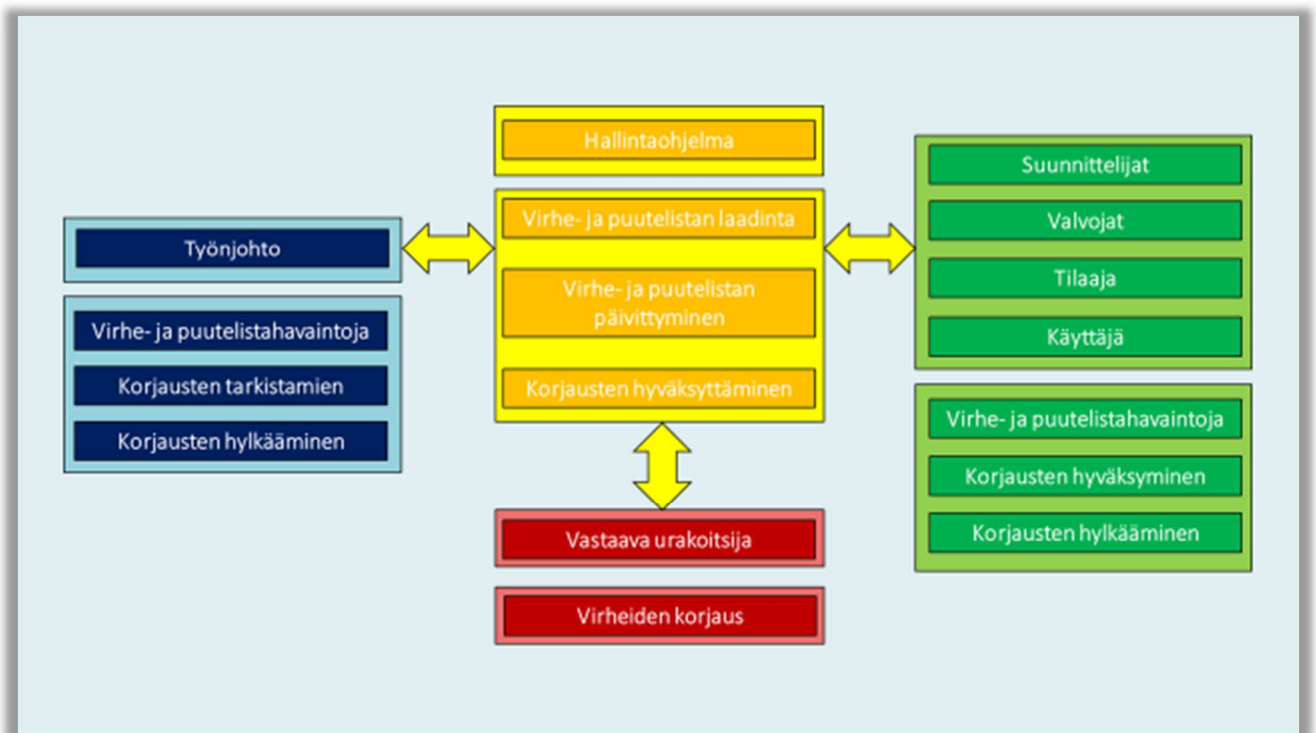 Työnjohto
Virhe- ja puutelistahavaintoja
Korjausten tarkistamien
Korjausten hylkääminen
Hallintaohjelma
Virhe- ja puutelistan laadinta
Virhe- ja puutelistan
päivittyminen
Korjausten hyväksyttäminen
Vastaava urakoitsija
Virheiden korjaus
Suunnittelijat
Valvojat
Tilaaja
Käyttäjä
Virhe- ja puutelistahavaintoja
Korjausten hyväksyminen
Korjausten hylkääminen